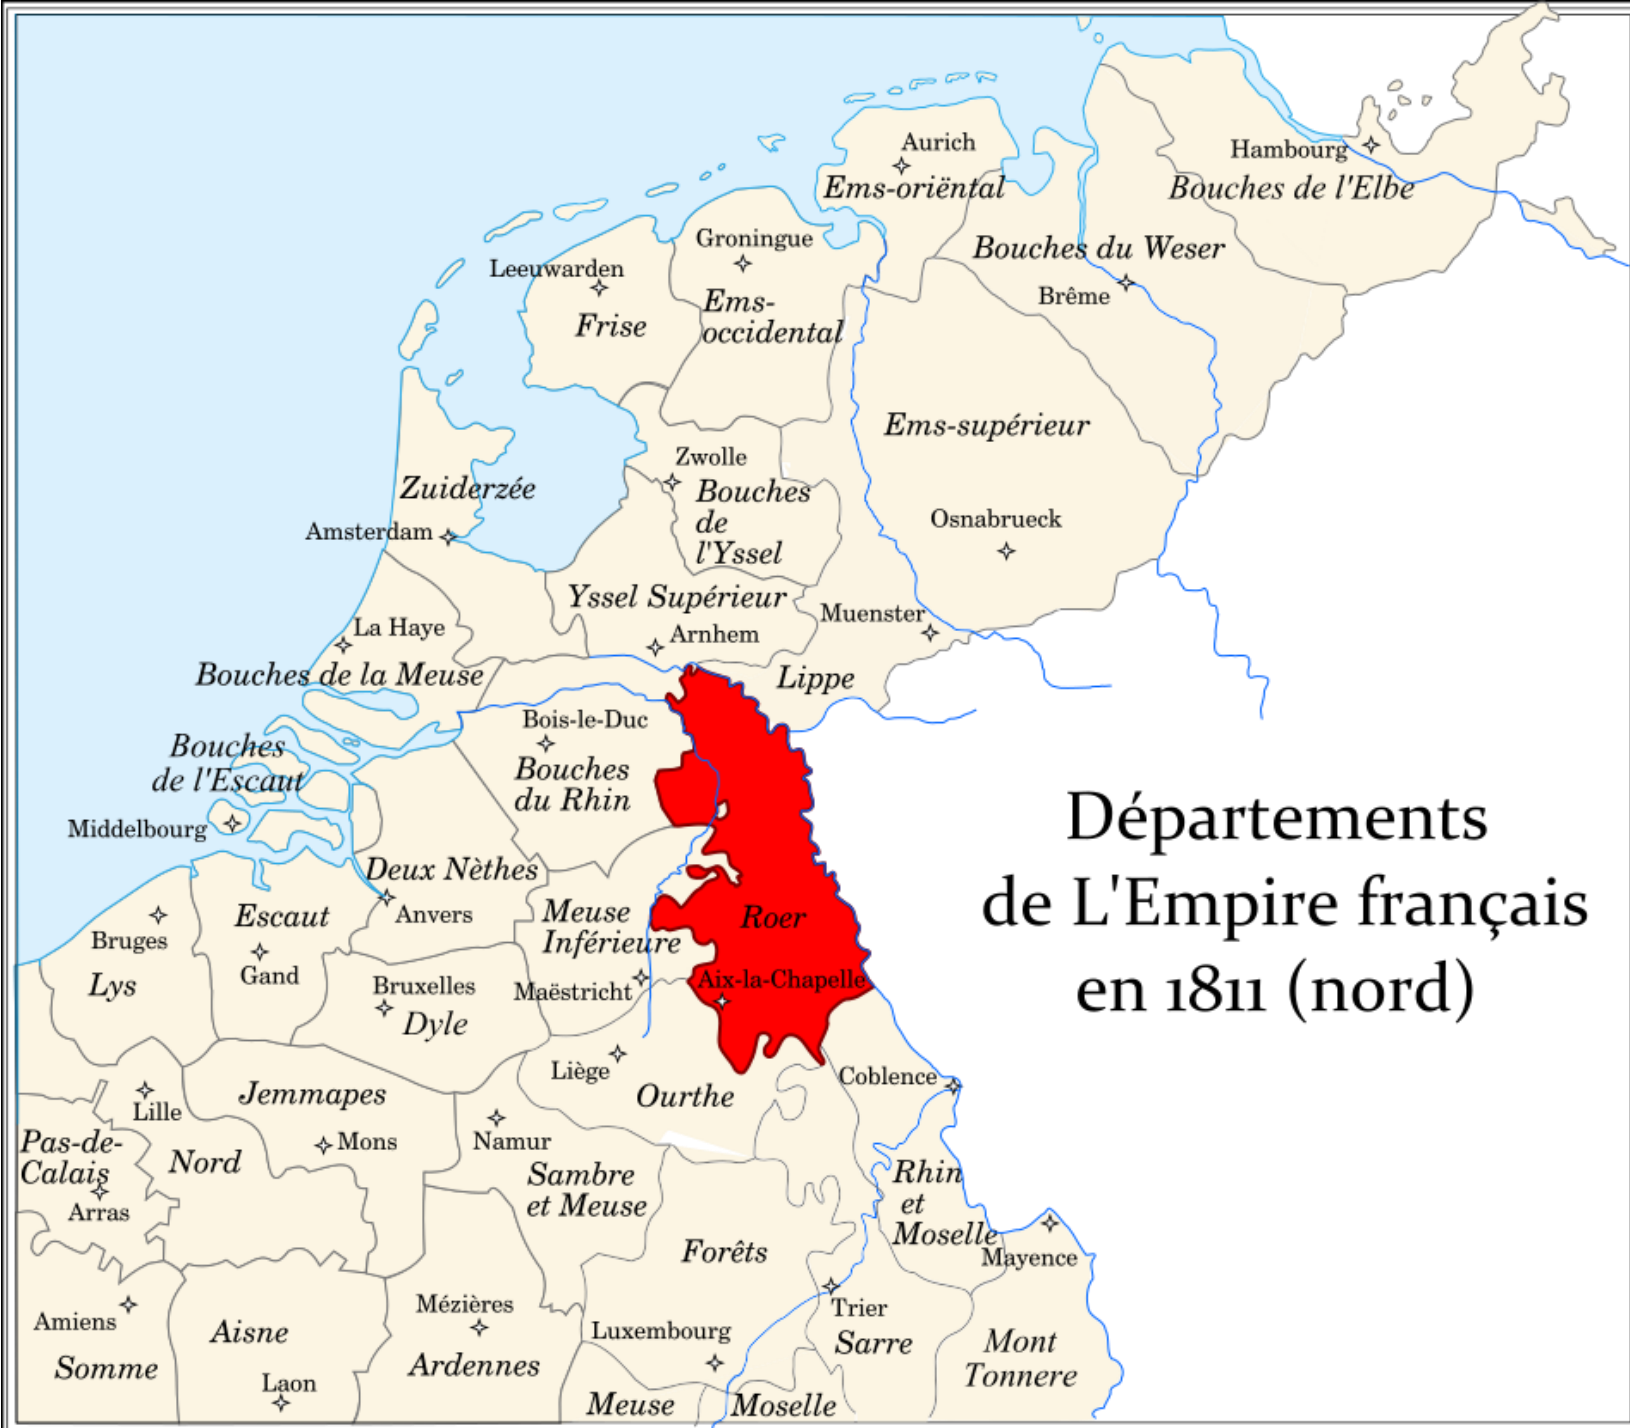 Aurich
Ems-oriëntal
Hambourg
Bouches de l'Elbe
Groningue
Ems-
occidental
Leeuwarden
Frise
Bouches du Weser
Brême
Ems-supérieur
Osnabrueck
Zwolle
Bouches
de
l'Yssel
Zuiderzée
Amsterdam
Yssel Supérieur
Arnhem
Muenster
Lippe
La Haye
Bouches de la Meuse
Bois-le-Duc
Bouches
du Rhin
Bouches
de l'Escaut
Middelbourg
Départements
de L'Empire français
en 1811 (nord)
Deux Nèthes
Anvers
Escaut
Gand
Bruges
Lys
Meuse
Inférieure
Maëstricht
Roer
Aix-la-Chapelle
Bruxelles
Dyle
Liège
Ourthe
Coblence
Lille
Jemmapes
Mons
Namur
Pas-de-
Calais
Arras
Nord
Sambre
et Meuse
Rhin
et
Moselle
Mayence
Forêts
Amiens
Somme
Aisne
Laon
Mézières
Ardennes
Luxembourg
Trier
Sarre
Mont
Tonnere
Meuse
Moselle